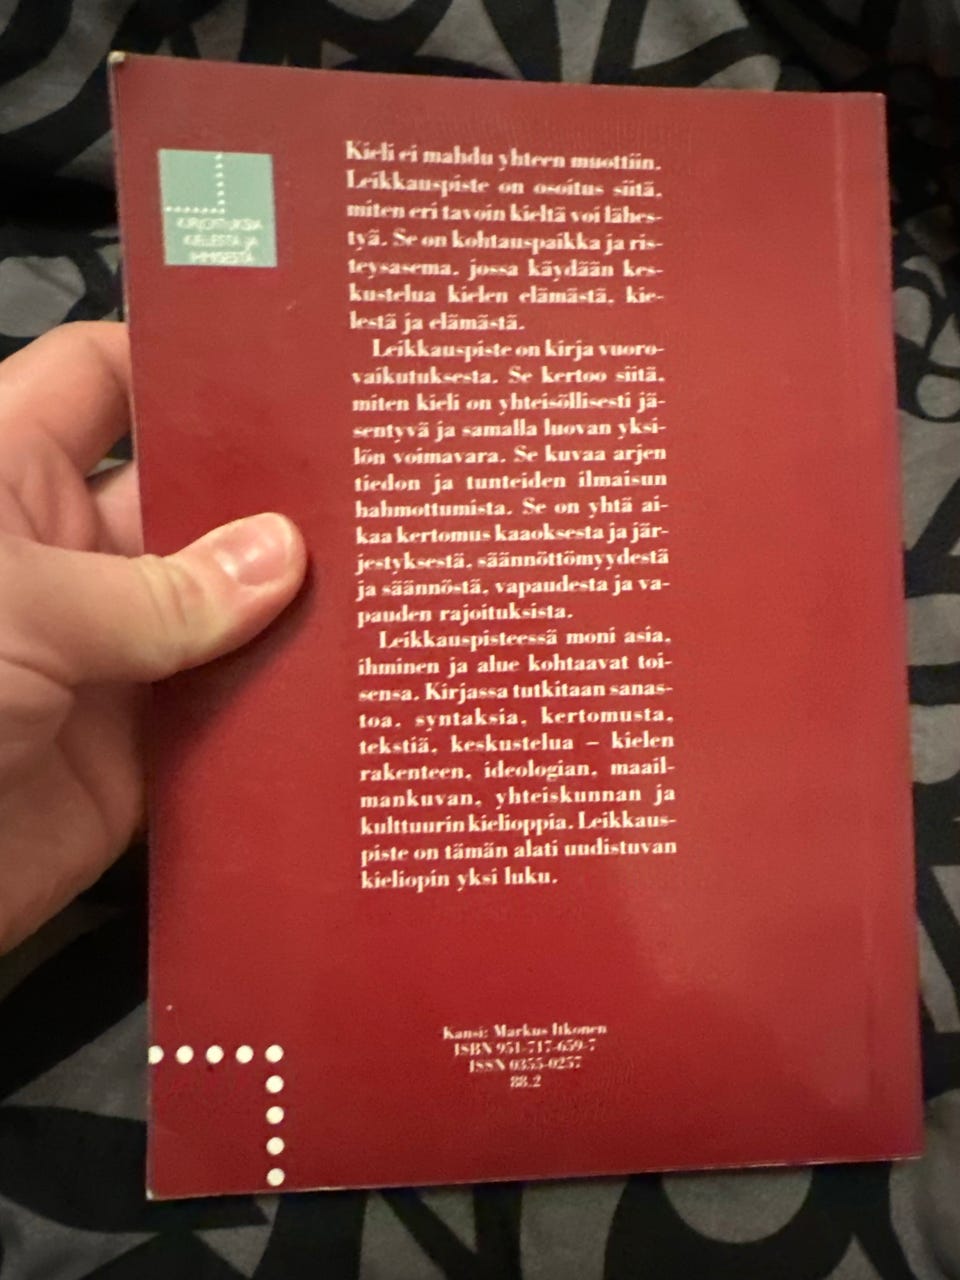 KIRJOITUKSIA
KIELESTÄ JA
IHMISESTÄ
Kieli ei mahdu yhteen muottiin.
Leikkauspiste on osoitus siitä,
miten eri tavoin kieltä voi lähes-
tyä. Se on kohtauspaikka ja ris-
teysasema, jossa käydään kes-
kustelua kielen elämästä, kie-
lestä ja elämästä.
Leikkauspiste on kirja vuoro-
vaikutuksesta. Se kertoo siitä,
miten kieli on yhteisöllisesti jä-
sentyvä ja samalla luovan yksi-
lön voimavara. Se kuvaa arjen
tiedon ja tunteiden ilmaisun
hahmottumista. Se on yhtä ai-
kaa kertomus kaaoksesta ja jär-
jestyksestä, säännöttömyydestä
ja säännöstä, vapaudesta ja va-
pauden rajoituksista.
Leikkauspisteessä moni asia,
ihminen ja alue kohtaavat toi-
sensa. Kirjassa tutkitaan sanas-
toa, syntaksia, kertomusta,
tekstiä, keskustelua – kielen
rakenteen, ideologian, maail-
mankuvan, yhteiskunnan ja
kulttuurin kielioppia. Leikkaus-
piste on tämän alati uudistuvan
kieliopin yksi luku.
Kansi: Markus Itkonen
ISBN 951-717-659-7
ISSN 0355-0257
88.2